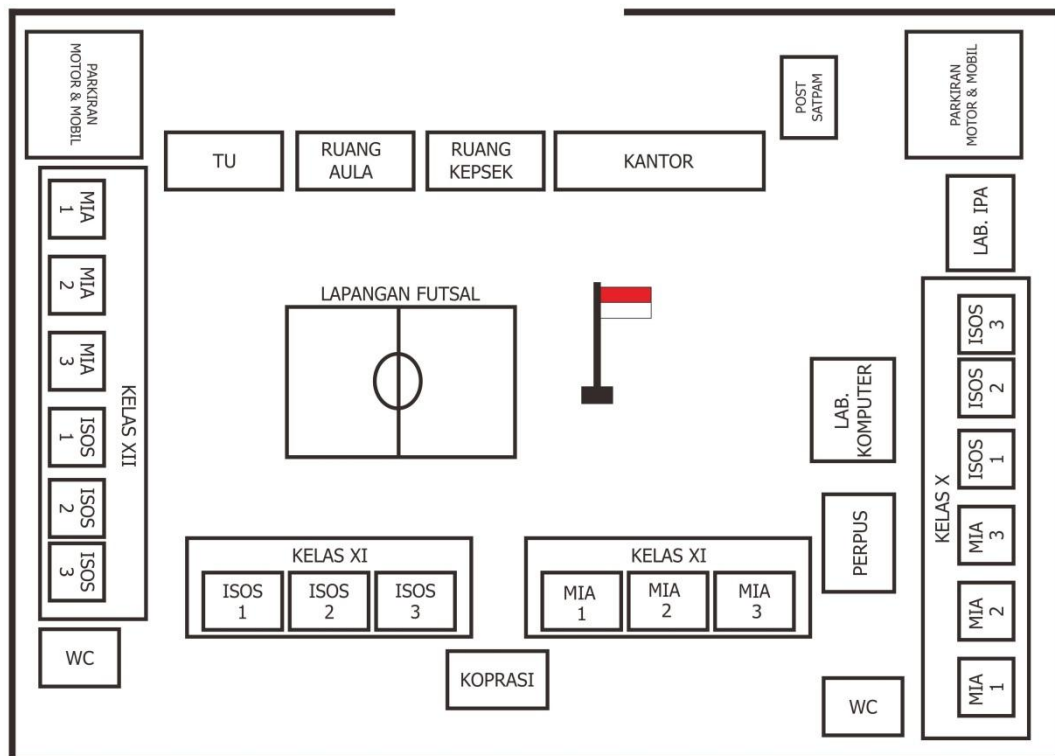 PARKIRAN
MOTOR & MOBIL
POST
SATPAM
PARKIRAN
MOTOR & MOBIL
TU
RUANG
AULA
RUANG
KEPSEK
KANTOR
LAB. IPA
KELAS XII
MIA
1
MIA
2
MIA
3
ISOS
1
ISOS
2
ISOS
3
WC
LAPANGAN FUTSAL
LAB.
KOMPUTER
PERPUS
KELAS X
ISOS
3
ISOS
2
ISOS
1
MIA
3
MIA
2
MIA
1
KELAS XI
ISOS
1
ISOS
2
ISOS
3
KELAS XI
MIA
1
MIA
2
MIA
3
KOPRASI
WC